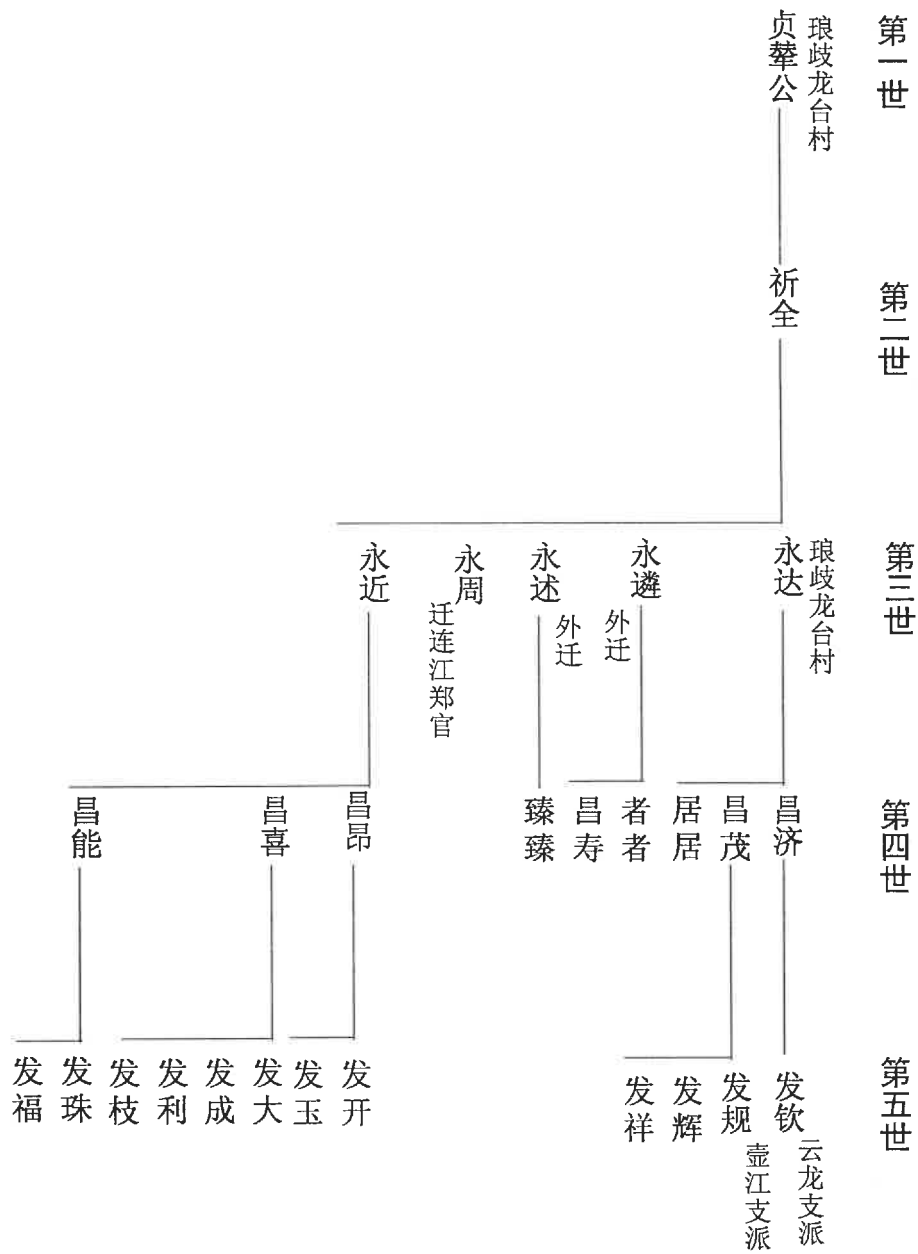 第一世
琅歧龙台村
贞辇公
第二世
祈全
第三世
琅歧龙台村
永达
永遴
外迁
外迁
永述
永周
迁连江郑官
永近
第四世
昌济
昌茂
居居
者者
昌寿
臻臻
昌昂
昌喜
昌能
第五世
发钦
云龙支派
发规
壶江支派
发辉
发祥
发开
发玉
发大
发成
发利
发枝
发珠
发福